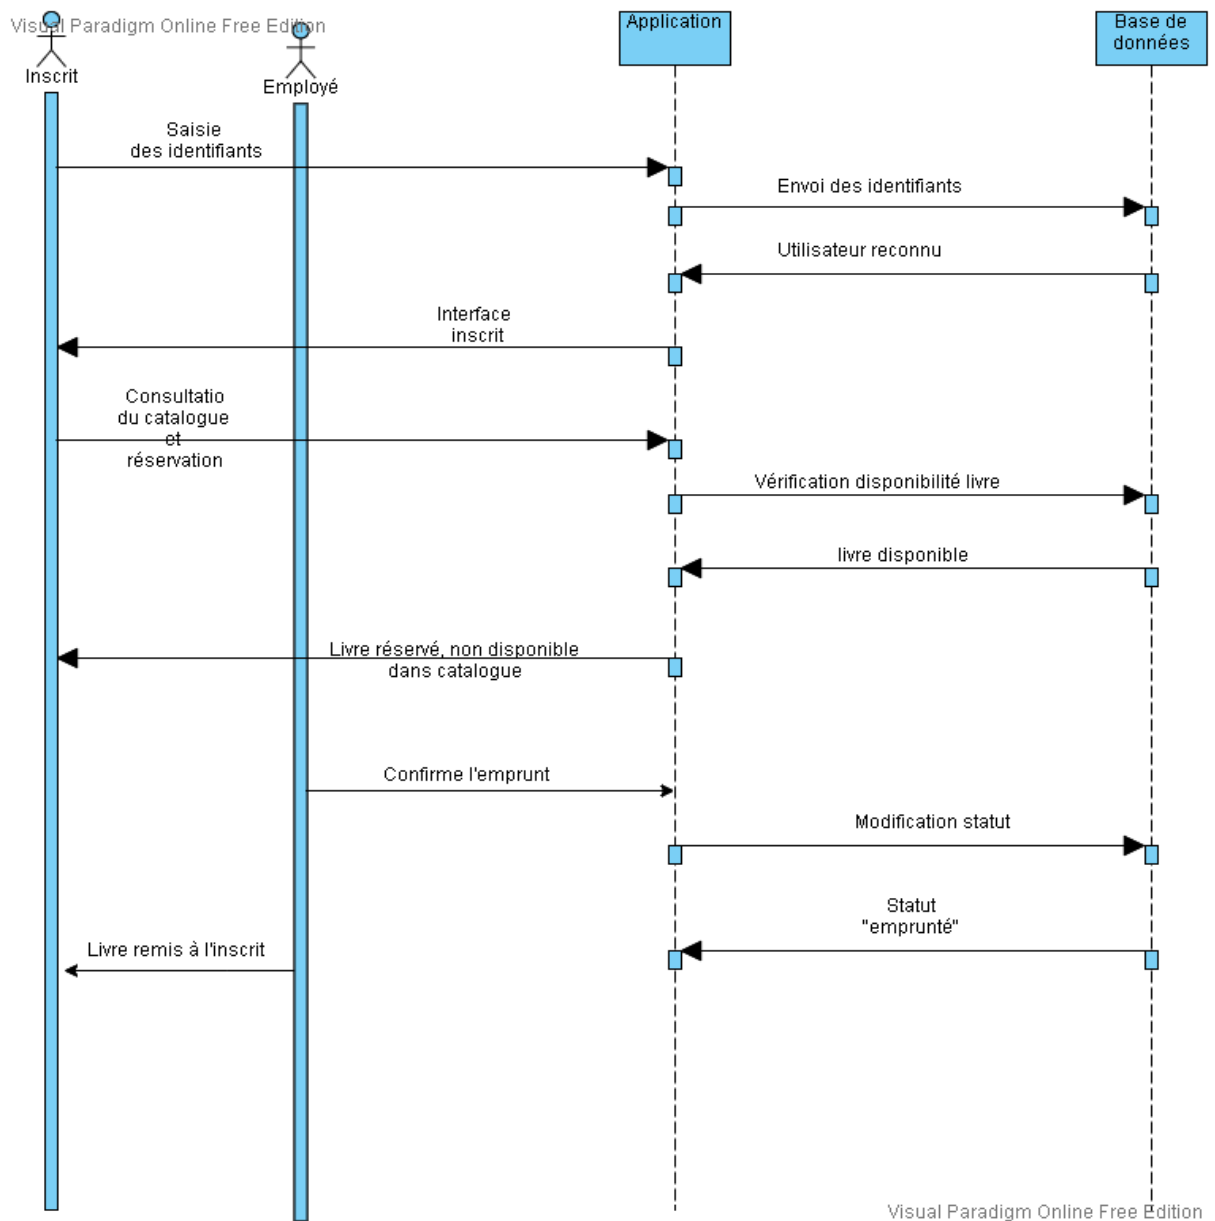 Visual Paradigm Online Free Edition
Inscrit
Employé
Application
Base de
données
Saisie
des identifiants
Envoi des identifiants
Utilisateur reconnu
Interface
inscrit
Consultatio
du catalogue
et
réservation
Vérification disponibilité livre
livre disponible
Livre réservé, non disponible
dans catalogue
Confirme l'emprunt
Modification statut
Statut
"emprunté"
Livre remis à l'inscrit
Visual Paradigm Online Free Edition